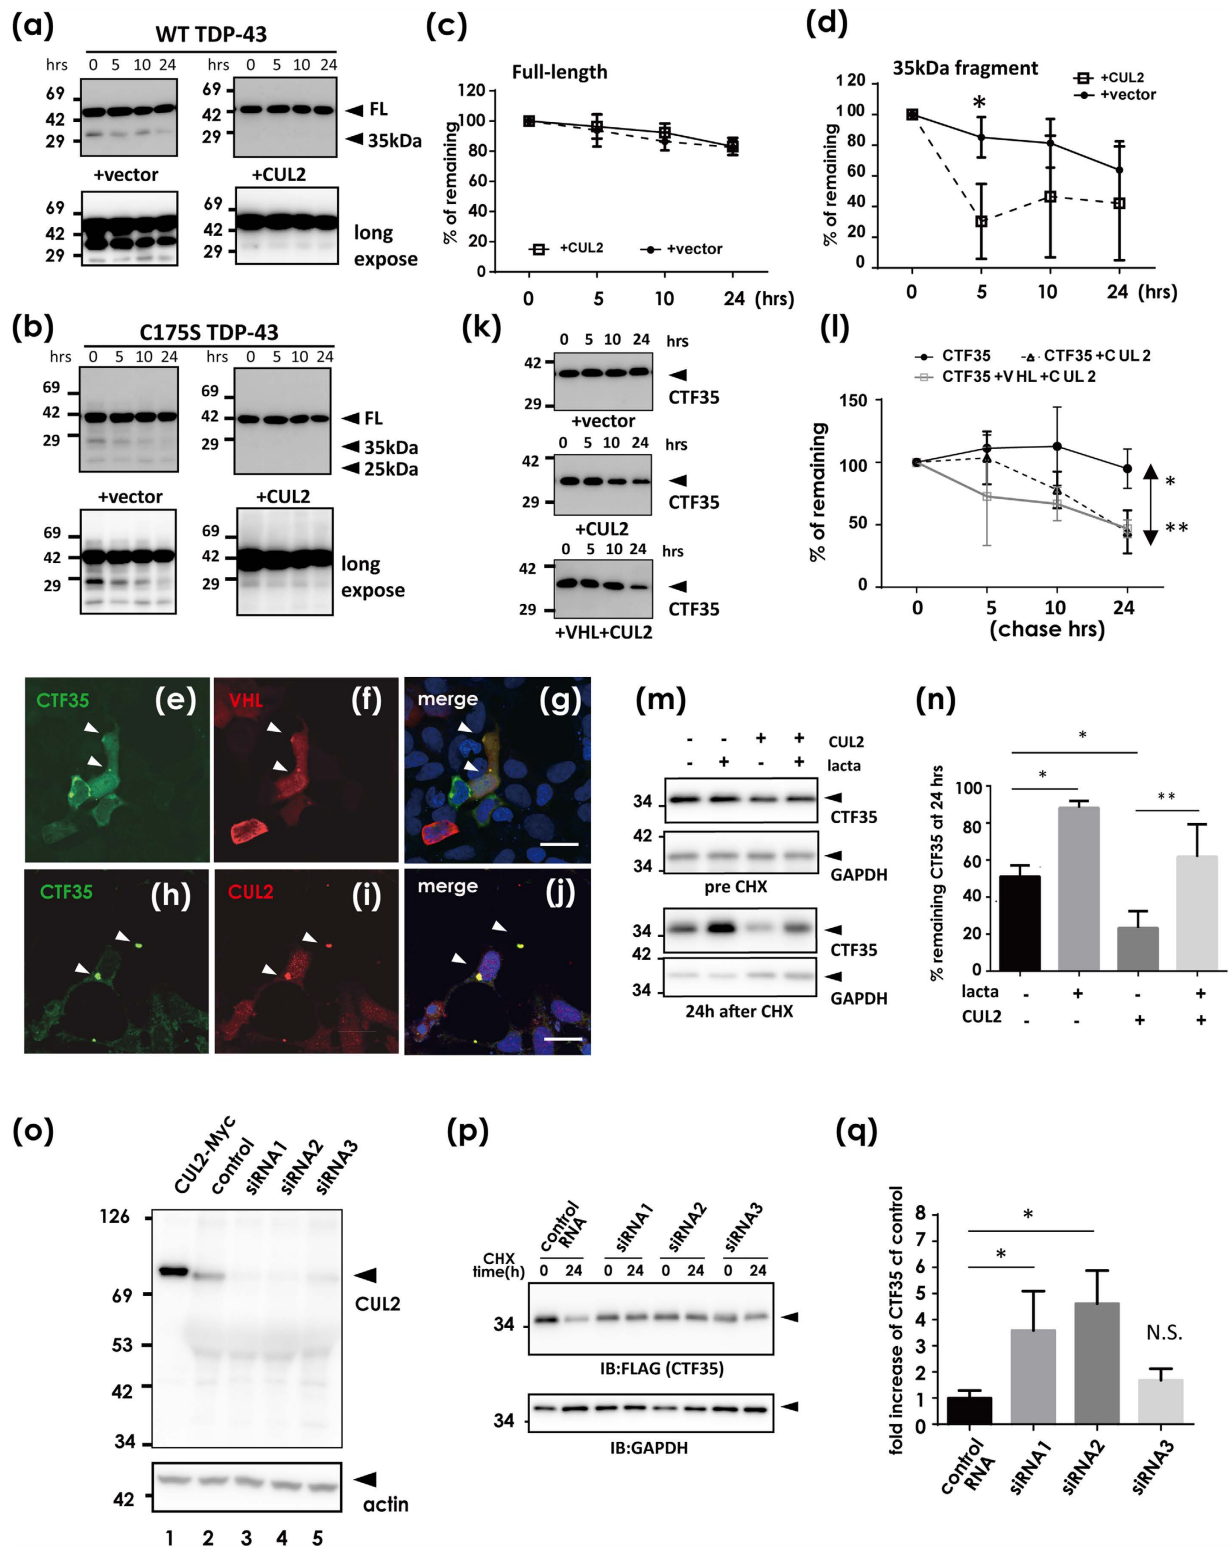 (a)
WT TDP-43
hrs 0 5 10 24 0 5 10 24
69 69
42 42 FL
29 29 35kDa
+vector +CUL2
69 69
42 42 long
29 29 expose
(b)
C175S TDP-43
hrs 0 5 10 24 0 5 10 24
69 69
42 42 FL
29 29 35kDa
25kDa
+vector +CUL2
69 69
42 42 long
29 29 expose
(c)
Full-length
% of remaining
120
100
80
60
40
20
0
+CUL2 +vector
0 5 10 24 (hrs)
(d)
35kDa fragment
+CUL2
+vector
% of remaining
120
100
80
60
40
20
0
*
0 5 10 24 (hrs)
(k)
0 5 10 24 hrs
42
29
CTF35
+vector
0 5 10 24 hrs
42
29
CTF35
+CUL2
0 5 10 24 hrs
42
29
CTF35
+VHL+CUL2
(l)
CTF35 CTF35+CUL2
CTF35+VHL+CUL2
% of remaining
150
100
50
0
*
**
0 5 10 24
(chase hrs)
CTF35 (e) VHL (f) merge (g)
CTF35 (h) CUL2 (i) merge (j)
(m)
- - + + CUL2
- + - + lacta
34
CTF35
42
34
GAPDH
pre CHX
34
CTF35
42
34
GAPDH
24h after CHX
(n)
% remaining CTF35 at 24 hrs
100
80
60
40
20
0
*
*
**
lacta - + - +
CUL2 - - + +
(o)
CUL2-Myc
control
siRNA1
siRNA2
siRNA3
126
69
53
42
34
CUL2
42
actin
1 2 3 4 5
(p)
control
RNA
siRNA1
siRNA2
siRNA3
CHX
time(h) 0 24 0 24 0 24 0 24
34
IB:FLAG (CTF35)
34
IB:GAPDH
(q)
fold increase of CTF35 cf control
8
7
6
5
4
3
2
1
0
*
*
N.S.
control
RNA
siRNA1
siRNA2
siRNA3